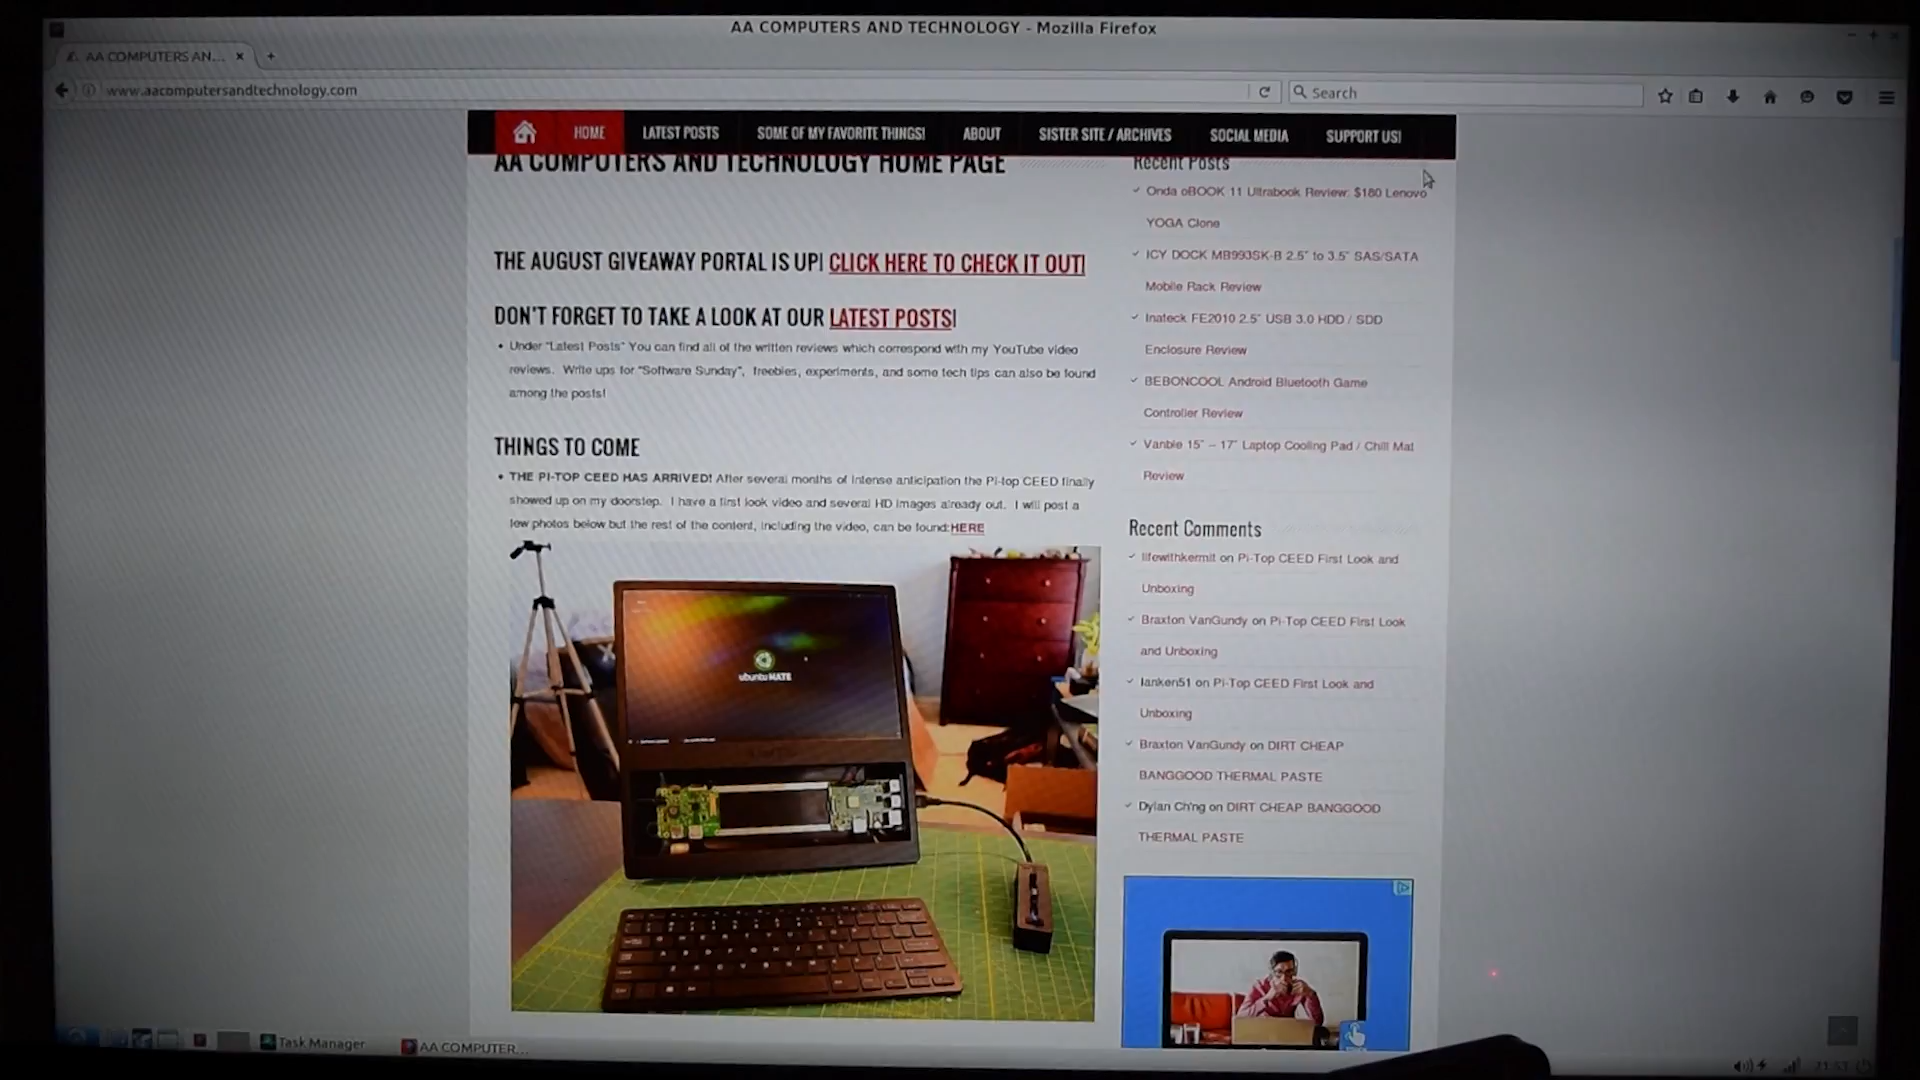 AA COMPUTERS AND TECHNOLOGY - Mozilla Firefox
AA COMPUTERS AN... × +
www.aacomputersandtechnology.com
Search
HOME LATEST POSTS SOME OF MY FAVORITE THINGS! ABOUT SISTER SITE / ARCHIVES SOCIAL MEDIA SUPPORT US!
AA COMPUTERS AND TECHNOLOGY HOME PAGE
THE AUGUST GIVEAWAY PORTAL IS UP! CLICK HERE TO CHECK IT OUT!
DON'T FORGET TO TAKE A LOOK AT OUR LATEST POSTS!
• Under "Latest Posts" You can find all of the written reviews which correspond with my YouTube video
reviews. Write ups for "Software Sunday", freebies, experiments, and some tech tips can also be found
among the posts!
THINGS TO COME
• THE PI-TOP CEED HAS ARRIVED! After several months of intense anticipation the Pi-top CEED finally
showed up on my doorstep. I have a first look video and several HD images already out. I will post a
few photos below but the rest of the content, including the video, can be found:HERE
ubuntu MATE
Recent Posts
Onda oBOOK 11 Ultrabook Review: $180 Lenovo
YOGA Clone
ICY DOCK MB993SK-B 2.5" to 3.5" SAS/SATA
Mobile Rack Review
Inateck FE2010 2.5" USB 3.0 HDD / SDD
Enclosure Review
BEBONCOOL Android Bluetooth Game
Controller Review
Vanble 15" – 17" Laptop Cooling Pad / Chill Mat
Review
Recent Comments
lifewithkermit on Pi-Top CEED First Look and
Unboxing
Braxton VanGundy on Pi-Top CEED First Look
and Unboxing
lanken51 on Pi-Top CEED First Look and
Unboxing
Braxton VanGundy on DIRT CHEAP
BANGGOOD THERMAL PASTE
Dylan Ch'ng on DIRT CHEAP BANGGOOD
THERMAL PASTE
Task Manager
AA COMPUTER...